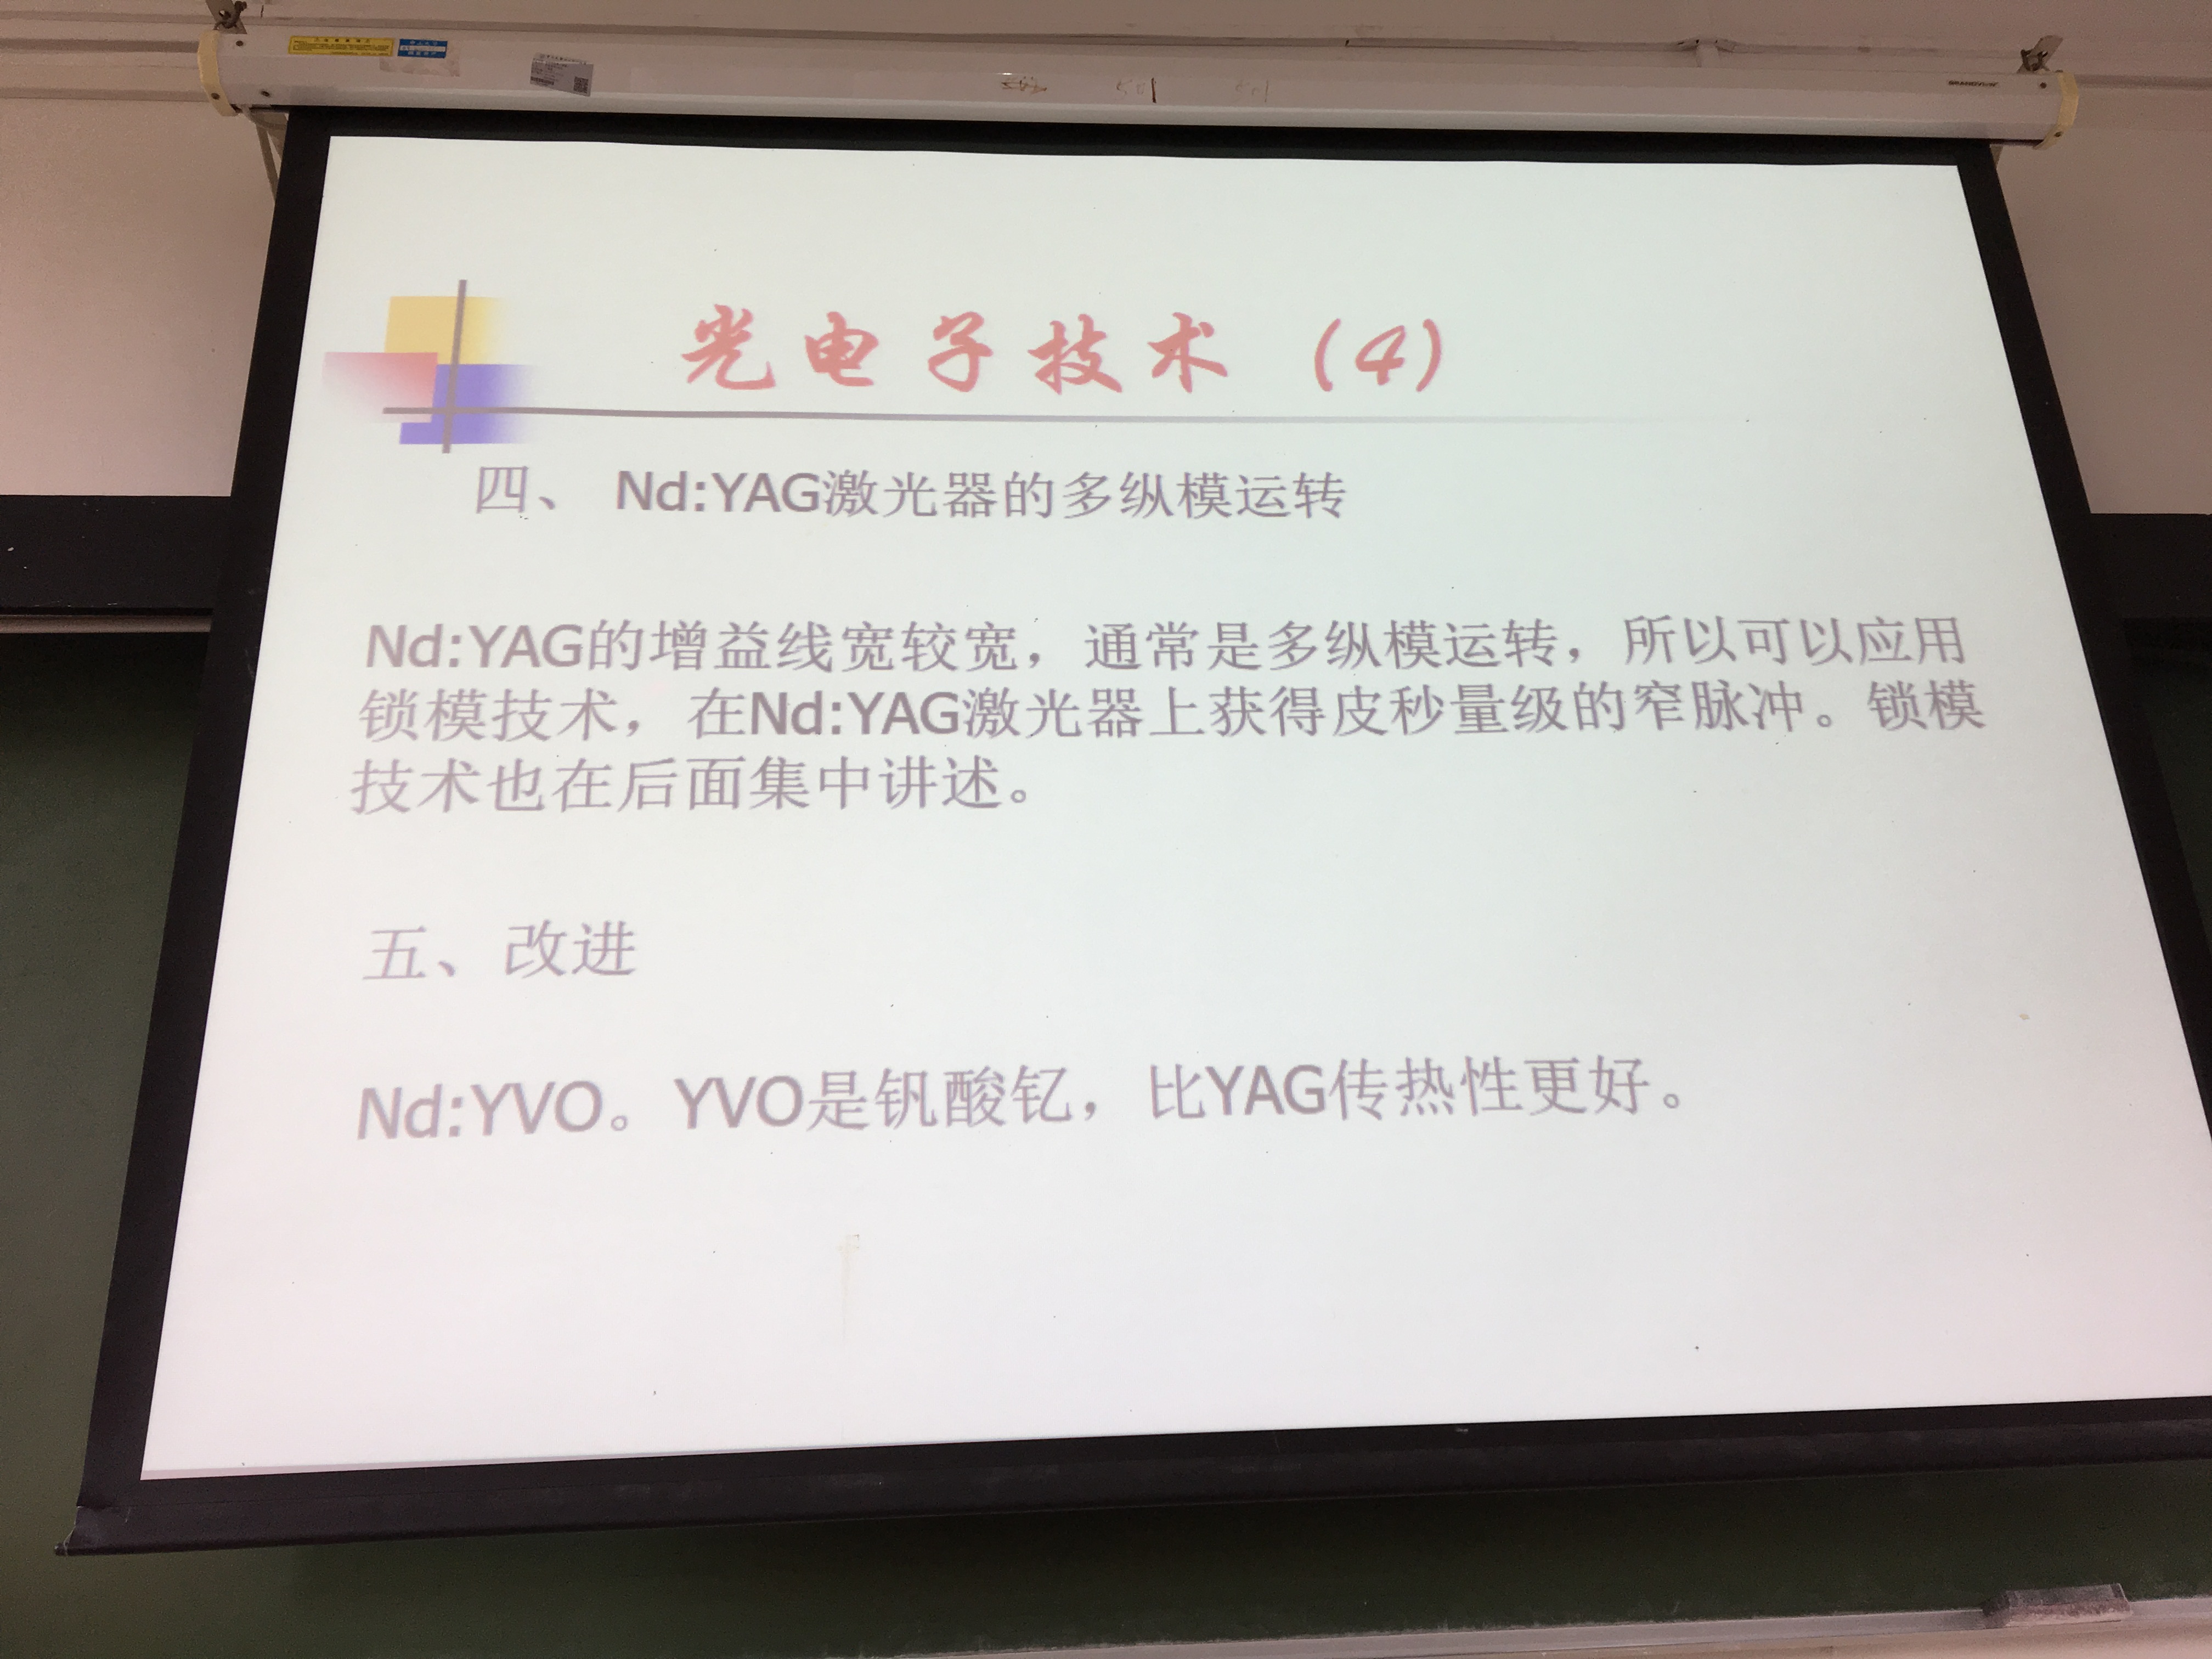 光电子技术（4）
四、 Nd:YAG激光器的多纵模运转
Nd:YAG的增益线宽较宽，通常是多纵模运转，所以可以应用
锁模技术，在Nd:YAG激光器上获得皮秒量级的窄脉冲。锁模
技术也在后面集中讲述。
五、改进
Nd:YVO。YVO是钒酸钇，比YAG传热性更好。